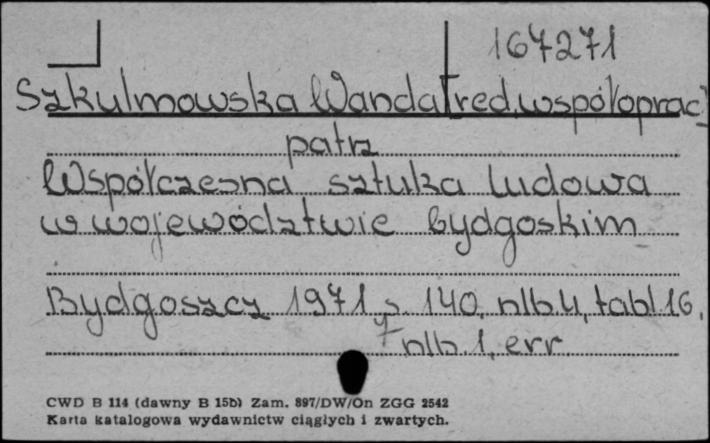 167271
Szkulmowska Wanda [red. współoprac.]
patrz
Współczesna sztuka ludowa
w województwie bydgoskim
Bydgoszcz 1971 s. 140, nlb. 4, tabl. 16,
nlb 1, err.
CWD B 114 (dawny B 15b) Zam. 897/DW/On ZGG 2542
Karta katalogowa wydawnictw ciągłych i zwartych.